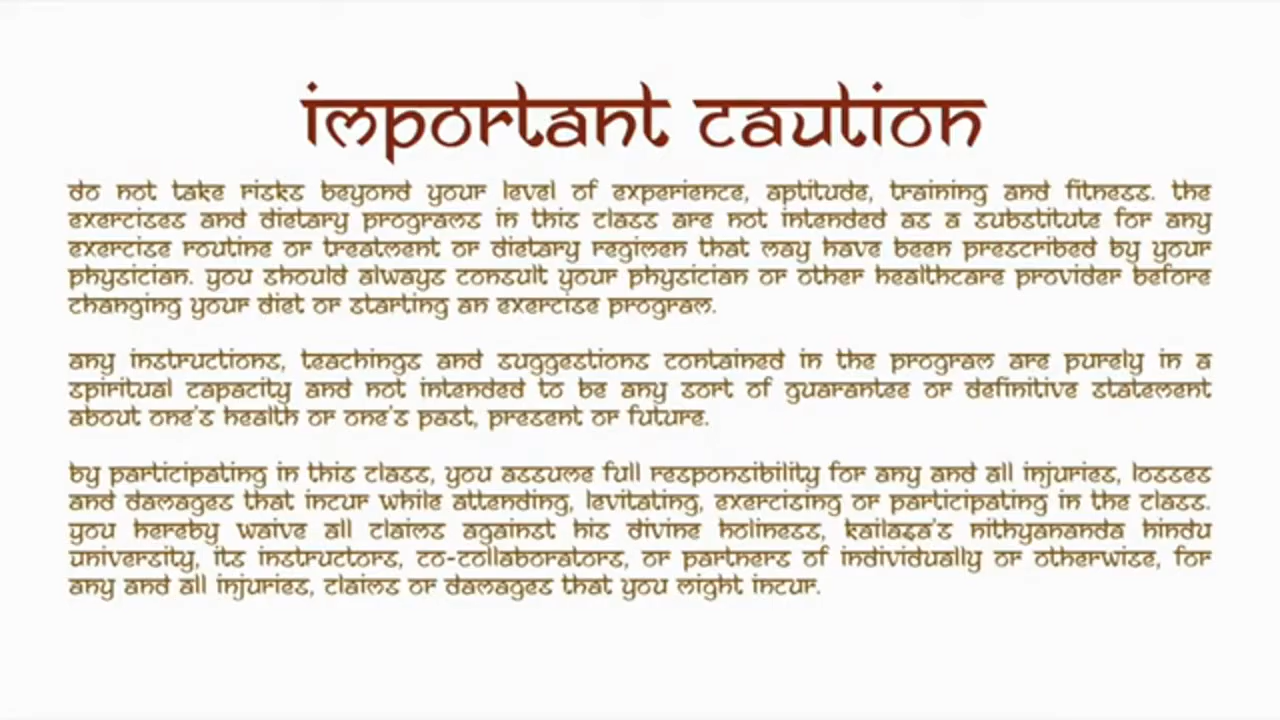 important caution
do not take risks beyond your level of experience, aptitude, training and fitness. the
exercises and dietary programs in this class are not intended as a substitute for any
exercise routine or treatment or dietary regimen that may have been prescribed by your
physician. you should always consult your physician or other healthcare provider before
changing your diet or starting an exercise program.
any instructions, teachings and suggestions contained in the program are purely in a
spiritual capacity and not intended to be any sort of guarantee or definitive statement
about one's health or one's past, present or future.
by participating in this class, you assume full responsibility for any and all injuries, losses
and damages that incur while attending, levitating, exercising or participating in the class.
you hereby waive all claims against his divine holiness, kailasa's nithyananda hindu
university, its instructors, co-collaborators, or partners of individually or otherwise, for
any and all injuries, claims or damages that you might incur.